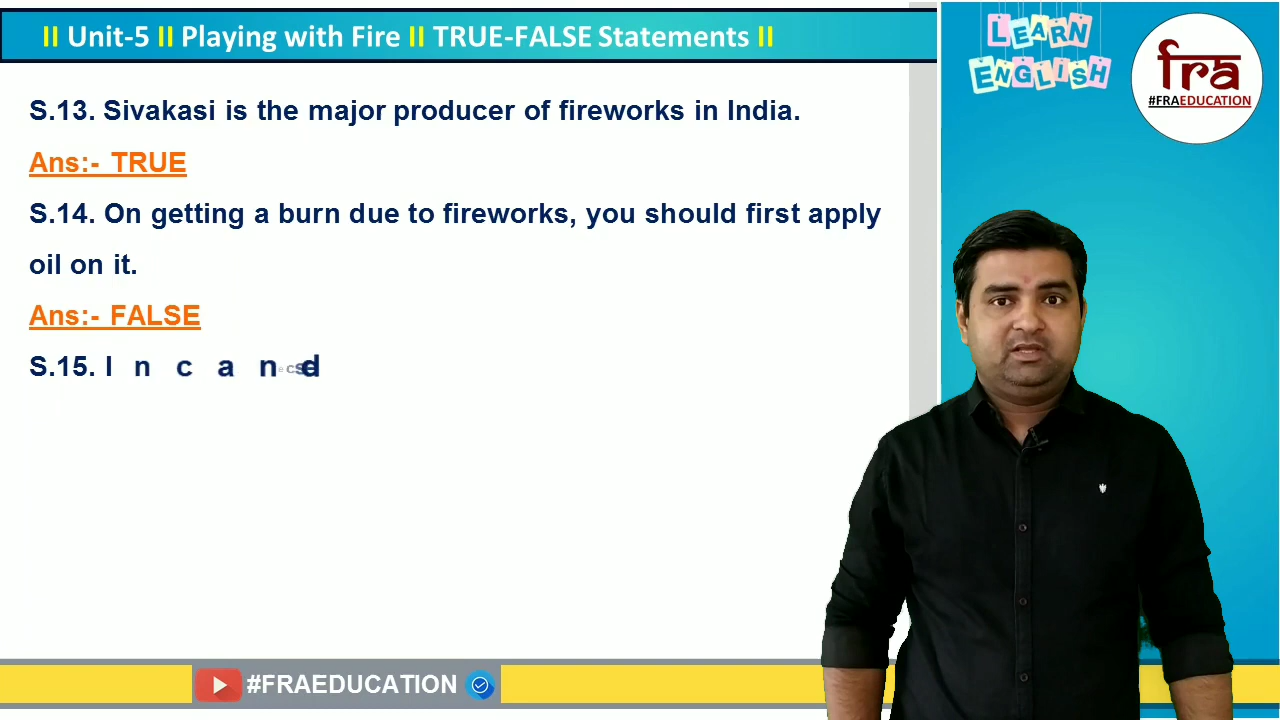 II Unit-5 II Playing with Fire II TRUE-FALSE Statements II
LEARN
ENGLISH
fra
#FRAEDUCATION
S.13. Sivakasi is the major producer of fireworks in India.
Ans:- TRUE
S.14. On getting a burn due to fireworks, you should first apply
oil on it.
Ans:- FALSE
S.15.
#FRAEDUCATION